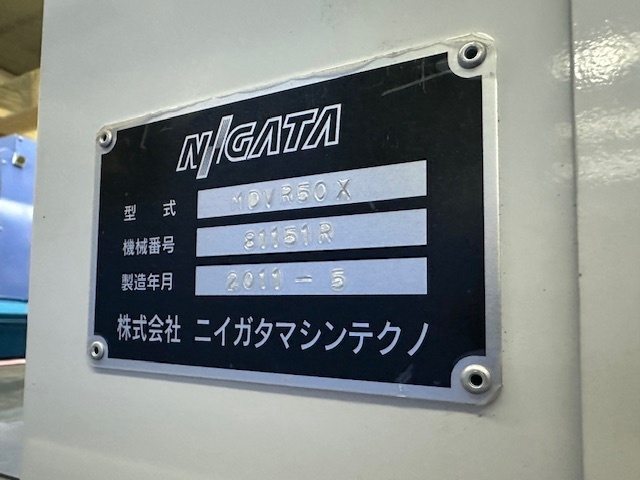 NIIGATA
型 式 MDVR50X
機械番号 81151R
製造年月 2011-5
株式会社 ニイガタマシンテクノ